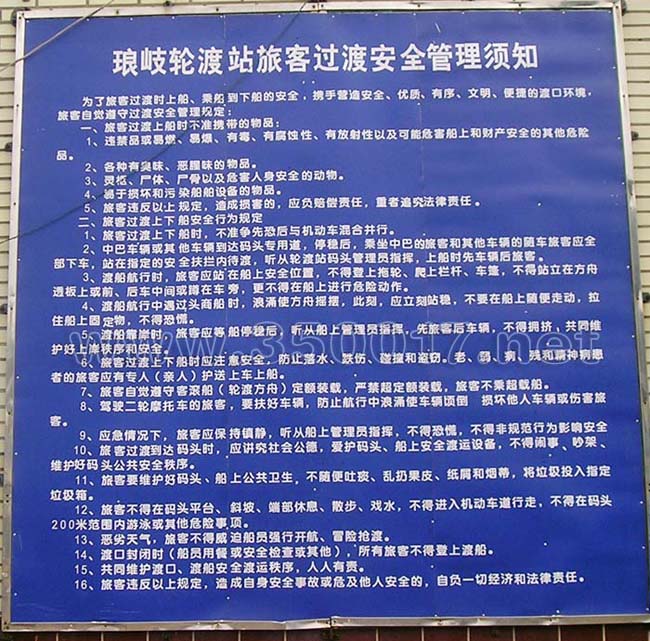 琅岐轮渡站旅客过渡安全管理须知
为了旅客过渡时上船、乘船到下船的安全，携手营造安全、优质、有序、文明、便捷的渡口环境，
旅客自觉遵守过渡安全管理规定：
一、旅客过渡上船时不准携带的物品：
1、违禁品或易燃、易爆、有毒、有腐蚀性、有放射性以及可能危害船上和财产安全的其他危险
品。
2、各种有臭味、恶腥味的物品。
3、灵柩、尸体、尸骨以及危害人身安全的动物。
4、易于损坏和污染船舶设备的物品。
5、旅客违反以上规定，造成损害的，应负赔偿责任，重者追究法律责任。
二、旅客过渡上下船安全行为规定
1、旅客过渡上下船时，不准争先恐后与机动车混合并行。
2、中巴车辆或其他车辆到达码头专用道，停稳后，乘坐中巴的旅客和其他车辆的随车旅客应全
部下车，站在指定的安全扶栏内待渡，听从轮渡站码头管理员指挥，上船时先车辆后旅客。
3、渡船航行时，旅客应站在船上安全位置，不得登上拖轮、爬上栏杆、车篷，不得站立在方舟
透板上或前、后车中间或蹲在车旁，更不得在船上进行危险动作。
4、渡船航行中遇过头商船时，浪涌使方舟摇摆，此刻，应立刻站稳，不要在船上随便走动，拉
住船上固定物，不得恐慌。
5、渡船靠岸时，旅客应等船停稳后，听从船上管理员指挥，先旅客后车辆，不得拥挤，共同维
护好上岸秩序和安全。
6、旅客过渡上下船时应注意安全，防止落水、跌伤、碰撞和盗窃。老、弱、病、残和精神病患
者的旅客应有专人（亲人）护送上车上船。
7、旅客自觉遵守客滚船（轮渡方舟）定额装载，严禁超定额装载，旅客不乘超载船。
8、驾驶二轮摩托车的旅客，要扶好车辆，防止航行中浪涌使车辆倾倒 损坏他人车辆或伤害旅
客。
9、应急情况下，旅客应保持镇静，听从船上管理员指挥，不得恐慌，不得非规范行为影响安全
10、旅客过渡到达码头时，应讲究社会公德，爱护码头、船上安全渡运设备，不得闹事、吵架、
维护好码头公共安全秩序。
11、旅客要维护好码头、船上公共卫生，不随便吐痰、乱扔果皮、纸屑和烟蒂，将垃圾投入指定
垃圾箱。
12、旅客不得在码头平台、斜坡、端部休息、散步、戏水，不得进入机动车道行走，不得在码头
200米范围内游泳或其他危险事项。
13、恶劣天气，旅客不得威迫船员强行开航、冒险抢渡。
14、渡口封闭时（船员用餐或安全检查或其他），所有旅客不得登上渡船。
15、共同维护渡口、渡船安全渡运秩序，人人有责。
16、旅客违反以上规定，造成自身安全事故或危及他人安全的，自负一切经济和法律责任。
www.350017.net